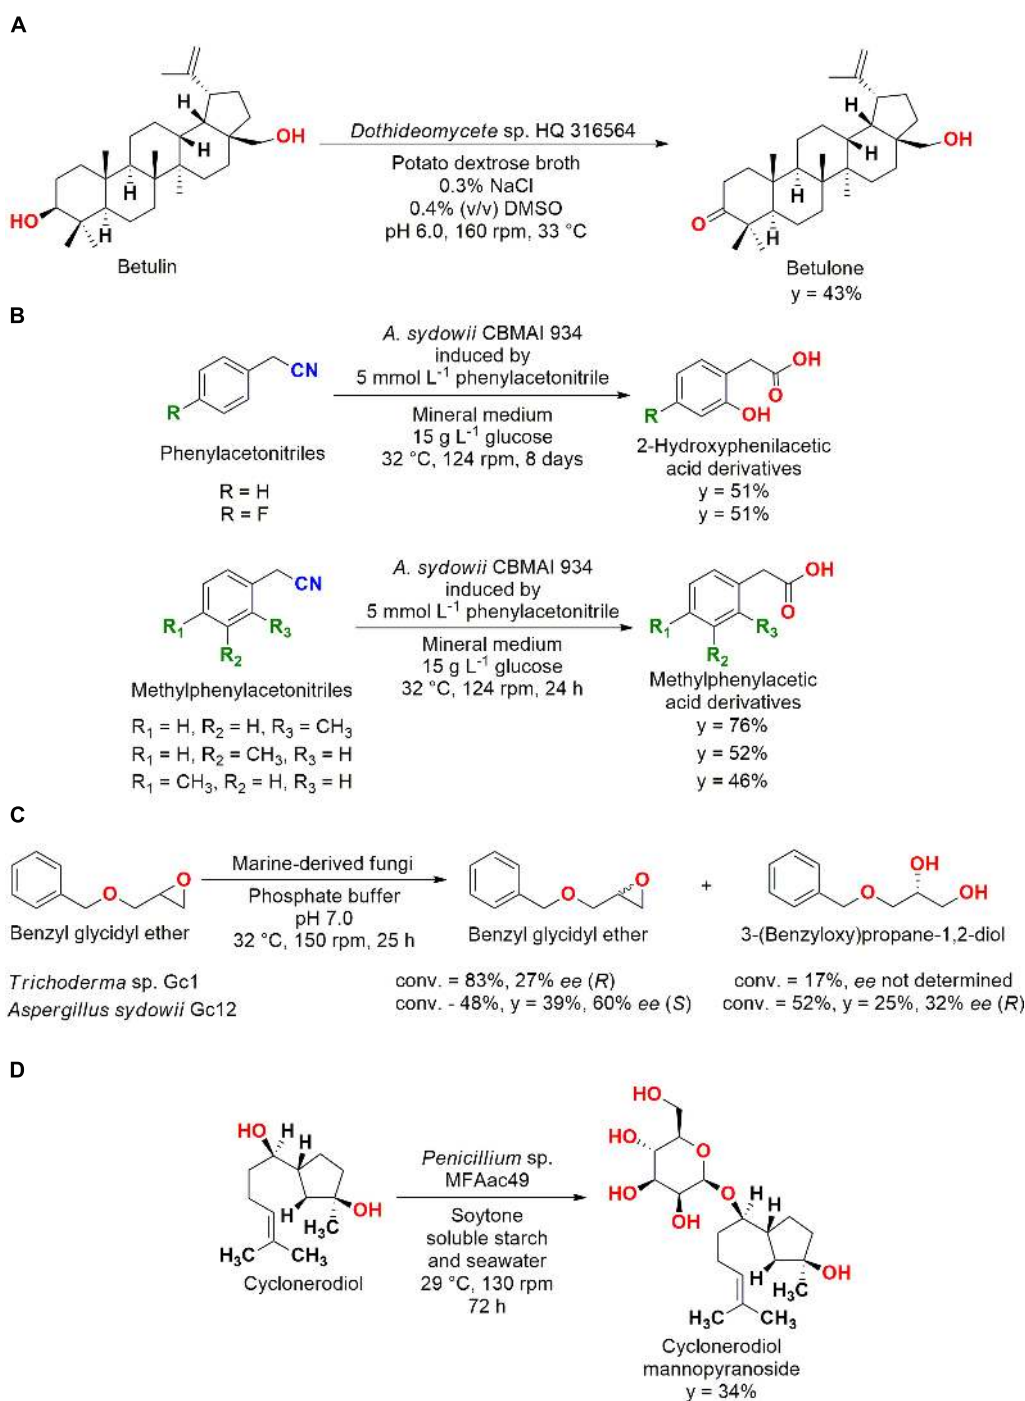 A
H
OH
H
H
HO
H
Betulin
Dothideomycete sp. HQ 316564
Potato dextrose broth
0.3% NaCl
0.4% (v/v) DMSO
pH 6.0, 160 rpm, 33 °C
H
OH
H
H
O
H
Betulone
y = 43%
B
CN
R
Phenylacetonitriles
R = H
R = F
A. sydowii CBMAI 934
induced by
5 mmol L⁻¹ phenylacetonitrile
Mineral medium
15 g L⁻¹ glucose
32 °C, 124 rpm, 8 days
OH
O
OH
R
2-Hydroxyphenilacetic
acid derivatives
y = 51%
y = 51%
CN
R₁
R₃
R₂
Methylphenylacetonitriles
R₁ = H, R₂ = H, R₃ = CH₃
R₁ = H, R₂ = CH₃, R₃ = H
R₁ = CH₃, R₂ = H, R₃ = H
A. sydowii CBMAI 934
induced by
5 mmol L⁻¹ phenylacetonitrile
Mineral medium
15 g L⁻¹ glucose
32 °C, 124 rpm, 24 h
OH
O
R₁
R₃
R₂
Methylphenylacetic
acid derivatives
y = 76%
y = 52%
y = 46%
C
O
O
Benzyl glycidyl ether
Marine-derived fungi
Phosphate buffer
pH 7.0
32 °C, 150 rpm, 25 h
O
O
Benzyl glycidyl ether
+
OH
O
OH
3-(Benzyloxy)propane-1,2-diol
Trichoderma sp. Gc1
conv. = 83%, 27% ee (R)
conv. = 17%, ee not determined
Aspergillus sydowii Gc12
conv. - 48%, y = 39%, 60% ee (S)
conv. = 52%, y = 25%, 32% ee (R)
D
HO
H
H
OH
H
H₃C
H₃C
CH₃
Cyclonerodiol
Penicillium sp.
MFAac49
Soytone
soluble starch
and seawater
29 °C, 130 rpm
72 h
HO
HO
O
HO
O
H
OH
H
OH
H
H₃C
H₃C
CH₃
Cyclonerodiol
mannopyranoside
y = 34%